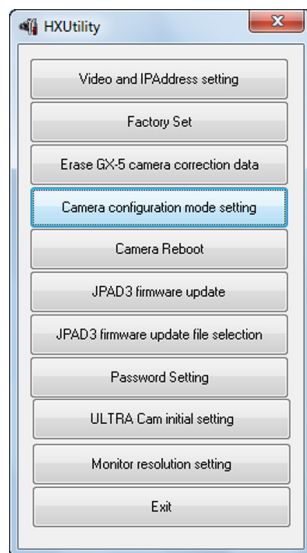 HXUtility
Video and IPAddress setting
Factory Set
Erase GX-5 camera correction data
Camera configuration mode setting
Camera Reboot
JPAD3 firmware update
JPAD3 firmware update file selection
Password Setting
ULTRA Cam initial setting
Monitor resolution setting
Exit